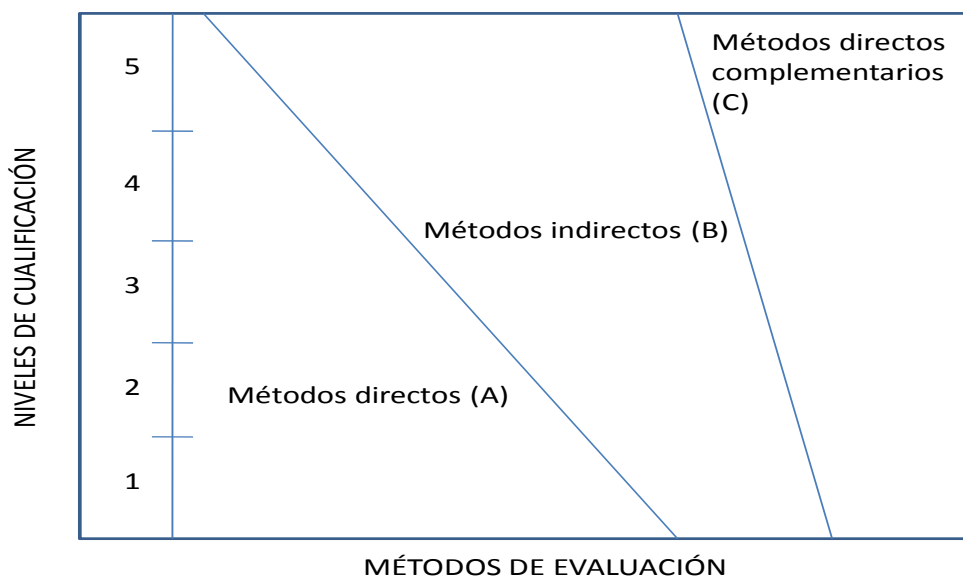 NIVELES DE CUALIFICACIÓN
5
4
3
2
1
Métodos directos
complementarios
(C)
Métodos indirectos (B)
Métodos directos (A)
MÉTODOS DE EVALUACIÓN